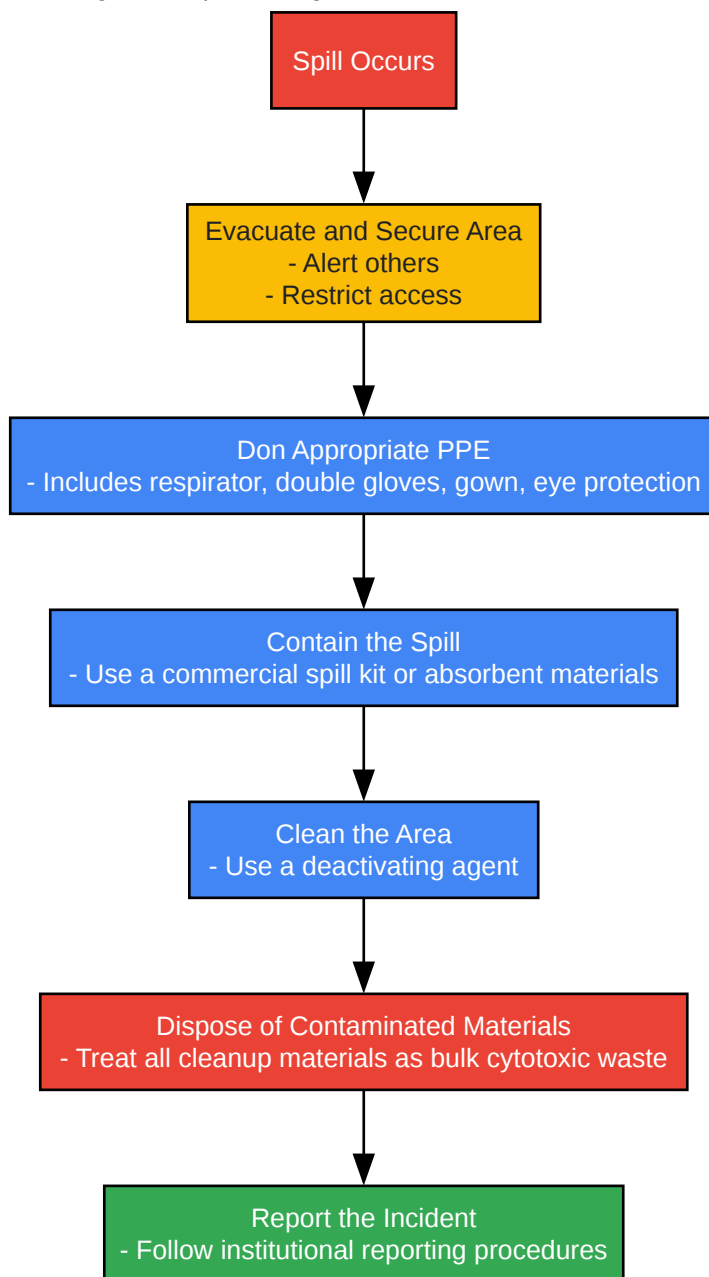 Spill Occurs
Evacuate and Secure Area
- Alert others
- Restrict access
Don Appropriate PPE
- Includes respirator, double gloves, gown, eye protection
Contain the Spill
- Use a commercial spill kit or absorbent materials
Clean the Area
- Use a deactivating agent
Dispose of Contaminated Materials
- Treat all cleanup materials as bulk cytotoxic waste
Report the Incident
- Follow institutional reporting procedures